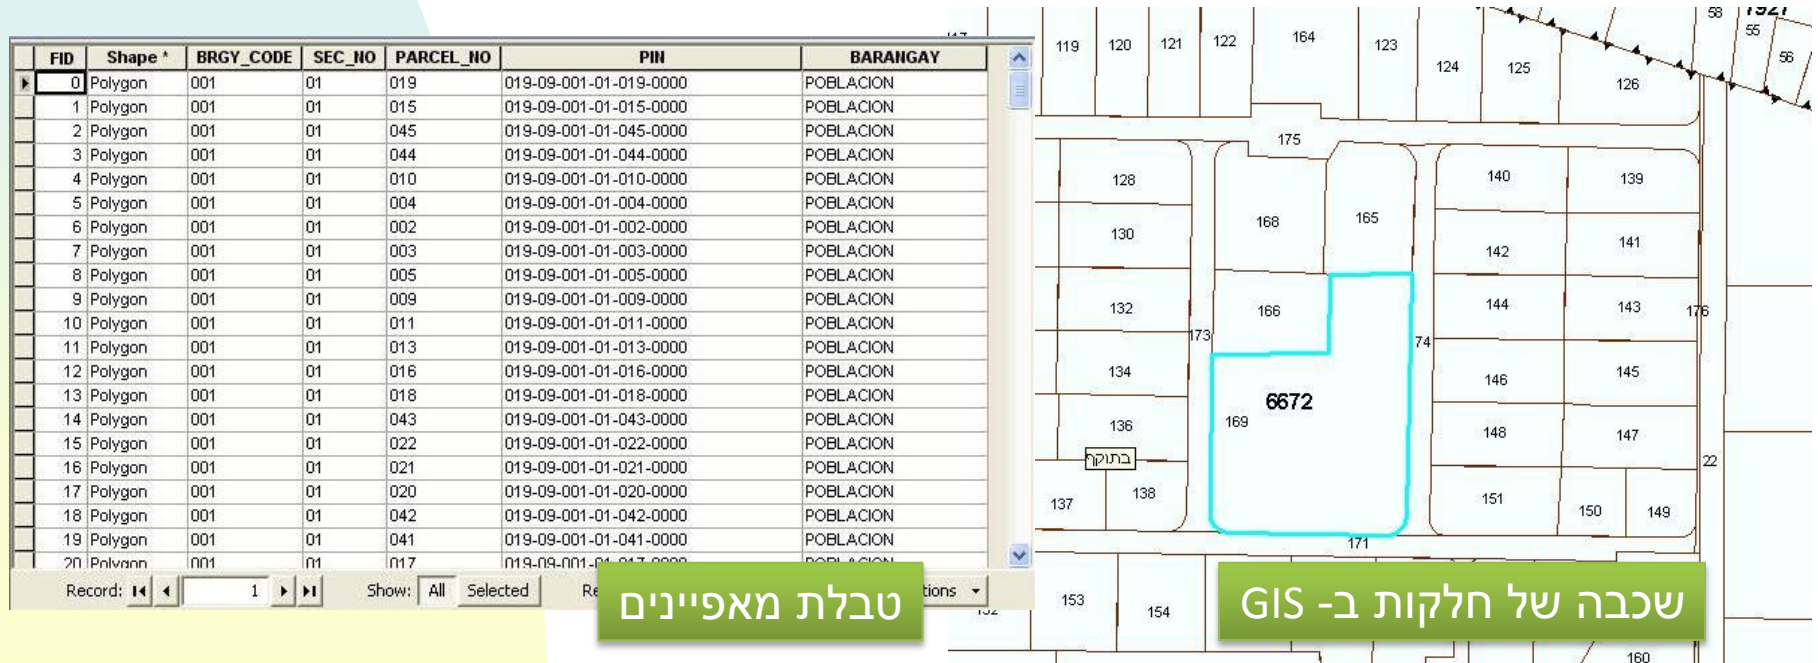 FID Shape * BRGY_CODE SEC_NO PARCEL_NO PIN BARANGAY
0 Polygon 001 01 019 019-09-001-01-019-0000 POBLACION
1 Polygon 001 01 015 019-09-001-01-015-0000 POBLACION
2 Polygon 001 01 045 019-09-001-01-045-0000 POBLACION
3 Polygon 001 01 044 019-09-001-01-044-0000 POBLACION
4 Polygon 001 01 010 019-09-001-01-010-0000 POBLACION
5 Polygon 001 01 004 019-09-001-01-004-0000 POBLACION
6 Polygon 001 01 002 019-09-001-01-002-0000 POBLACION
7 Polygon 001 01 003 019-09-001-01-003-0000 POBLACION
8 Polygon 001 01 005 019-09-001-01-005-0000 POBLACION
9 Polygon 001 01 009 019-09-001-01-009-0000 POBLACION
10 Polygon 001 01 011 019-09-001-01-011-0000 POBLACION
11 Polygon 001 01 013 019-09-001-01-013-0000 POBLACION
12 Polygon 001 01 016 019-09-001-01-016-0000 POBLACION
13 Polygon 001 01 018 019-09-001-01-018-0000 POBLACION
14 Polygon 001 01 043 019-09-001-01-043-0000 POBLACION
15 Polygon 001 01 022 019-09-001-01-022-0000 POBLACION
16 Polygon 001 01 021 019-09-001-01-021-0000 POBLACION
17 Polygon 001 01 020 019-09-001-01-020-0000 POBLACION
18 Polygon 001 01 042 019-09-001-01-042-0000 POBLACION
19 Polygon 001 01 041 019-09-001-01-041-0000 POBLACION
20 Polygon 001 01 017
Record: 1 Show: All Selected
טבלת מאפיינים
58 1927
55
56
119 120 121 122 164 123
124 125 126
175
128 168 165 140 139
130 142 141
132 166 144 143 176
173 74
134 146 145
6672
136 169 148 147
בתוקף 22
137 138 151 150 149
171
153 154
160
שכבה של חלקות ב- GIS